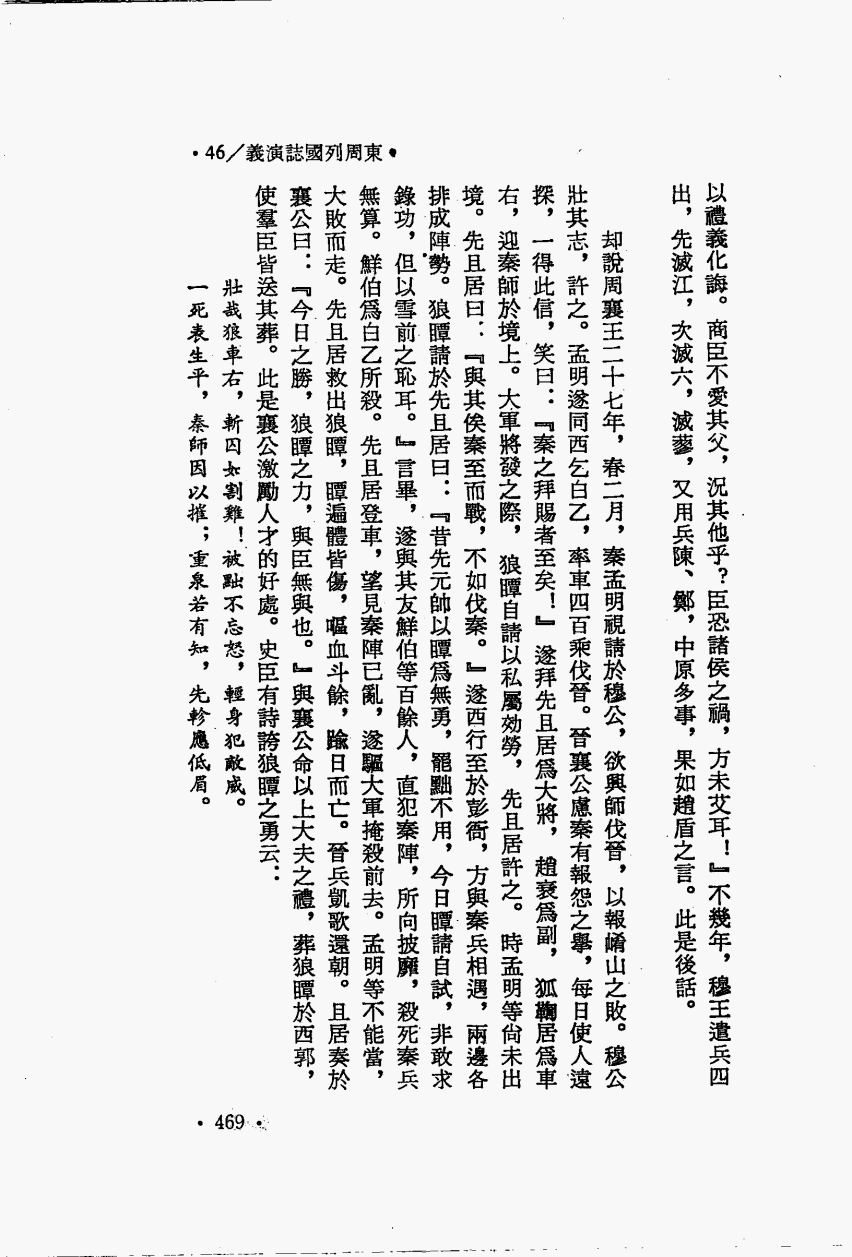 •東周列國誌演義／46•
以禮義化誨。商臣不愛其父，況其他乎？臣恐諸侯之禍，方未艾耳！』不幾年，穆王遣兵四
出，先滅江，次滅六，滅蓼，又用兵陳、鄭，中原多事，果如趙盾之言。此是後話。
却說周襄王二十七年，春二月，秦孟明視請於穆公，欲興師伐晉，以報崤山之敗。穆公
壯其志，許之。孟明遂同西乞白乙，率車四百乘伐晉。晉襄公慮秦有報怨之舉，每日使人遠
探，一得此信，笑曰：『秦之拜賜者至矣！』遂拜先且居爲大將，趙衰爲副，狐鞫居爲車
右，迎秦師於境上。大軍將發之際，狼瞫自請以私屬効勞，先且居許之。時孟明等尙未出
境。先且居曰：『與其俟秦至而戰，不如伐秦。』遂西行至於彭衙，方與秦兵相遇，兩邊各
排成陣勢。狼瞫請於先且居曰：『昔先元帥以瞫爲無勇，罷黜不用，今日瞫請自試，非敢求
錄功，但以雪前之恥耳。』言畢，遂與其友鮮伯等百餘人，直犯秦陣，所向披靡，殺死秦兵
無算。鮮伯爲白乙所殺。先且居登車，望見秦陣已亂，遂驅大軍掩殺前去。孟明等不能當，
大敗而走。先且居救出狼瞫，瞫遍體皆傷，嘔血斗餘，踰日而亡。晉兵凱歌還朝。且居奏於
襄公曰：『今日之勝，狼瞫之力，與臣無與也。』與襄公命以上大夫之禮，葬狼瞫於西郭，
使羣臣皆送其葬。此是襄公激勵人才的好處。史臣有詩誇狼瞫之勇云：
壯哉狼車右，斬囚如割雞！被黜不忘怒，輕身犯敵威。
一死表生平，秦師因以摧；重泉若有知，先軫應低眉。
•469•